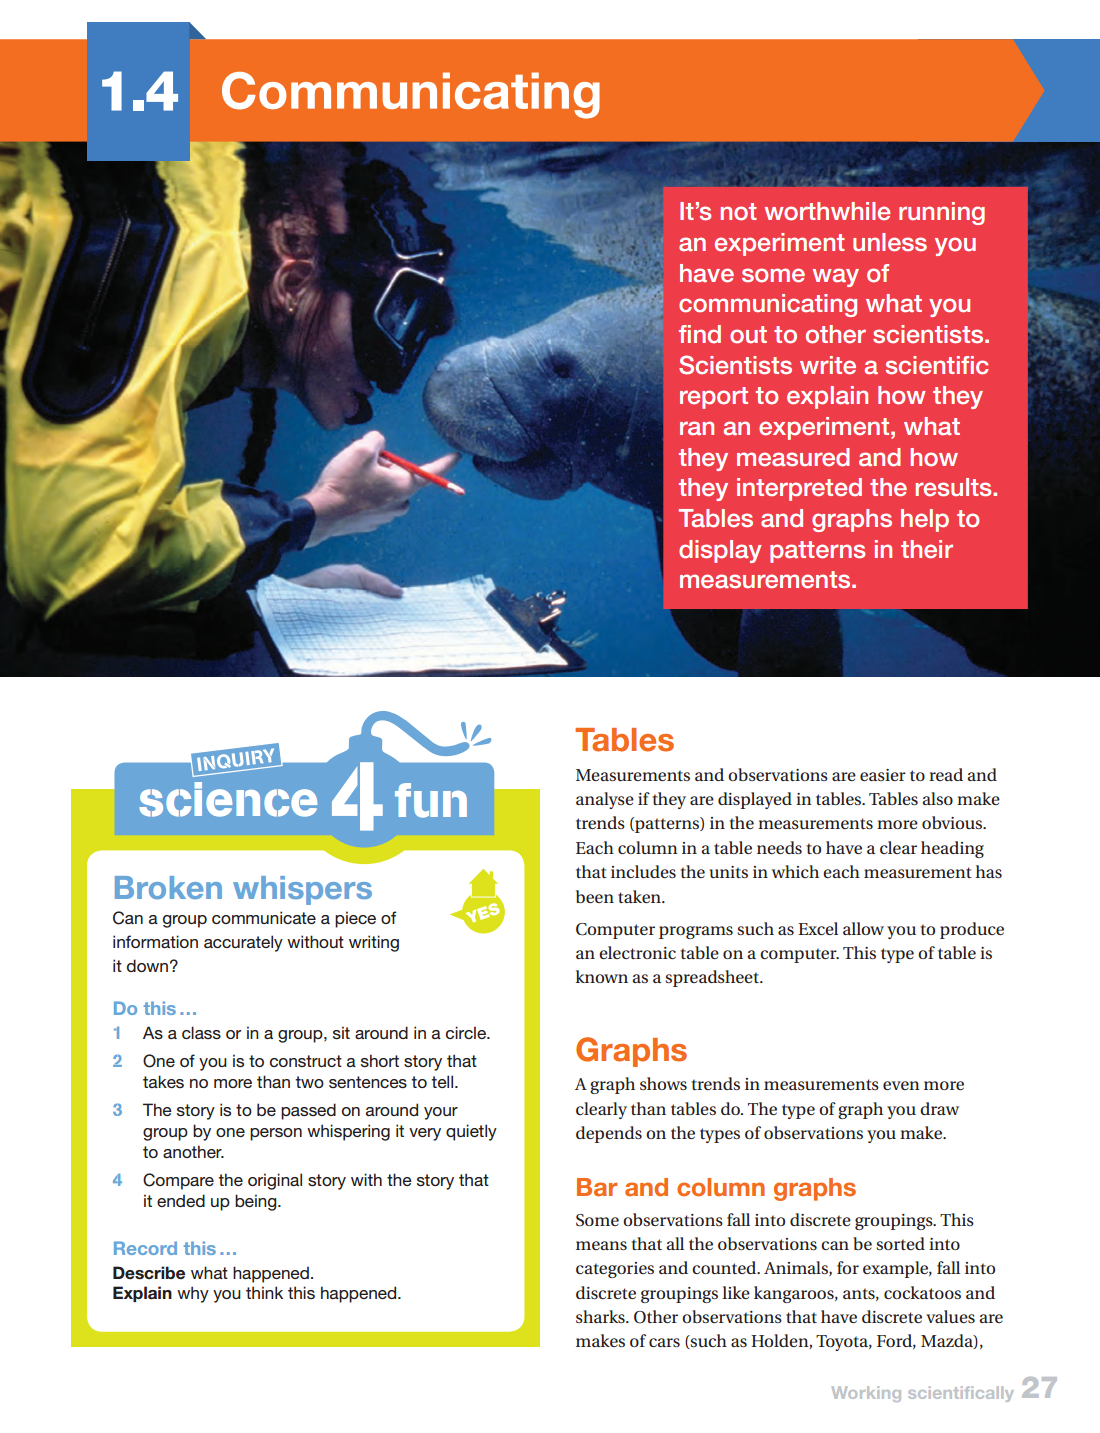 1.4 Communicating
It's not worthwhile running
an experiment unless you
have some way of
communicating what you
find out to other scientists.
Scientists write a scientific
report to explain how they
ran an experiment, what
they measured and how
they interpreted the results.
Tables and graphs help to
display patterns in their
measurements.
INQUIRY
science 4 fun
Broken whispers
YES
Can a group communicate a piece of
information accurately without writing
it down?
Do this...
1 As a class or in a group, sit around in a circle.
2 One of you is to construct a short story that
takes no more than two sentences to tell.
3 The story is to be passed on around your
group by one person whispering it very quietly
to another.
4 Compare the original story with the story that
it ended up being.
Record this...
Describe what happened.
Explain why you think this happened.
Tables
Measurements and observations are easier to read and
analyse if they are displayed in tables. Tables also make
trends (patterns) in the measurements more obvious.
Each column in a table needs to have a clear heading
that includes the units in which each measurement has
been taken.
Computer programs such as Excel allow you to produce
an electronic table on a computer. This type of table is
known as a spreadsheet.
Graphs
A graph shows trends in measurements even more
clearly than tables do. The type of graph you draw
depends on the types of observations you make.
Bar and column graphs
Some observations fall into discrete groupings. This
means that all the observations can be sorted into
categories and counted. Animals, for example, fall into
discrete groupings like kangaroos, ants, cockatoos and
sharks. Other observations that have discrete values are
makes of cars (such as Holden, Toyota, Ford, Mazda),
Working scientifically 27